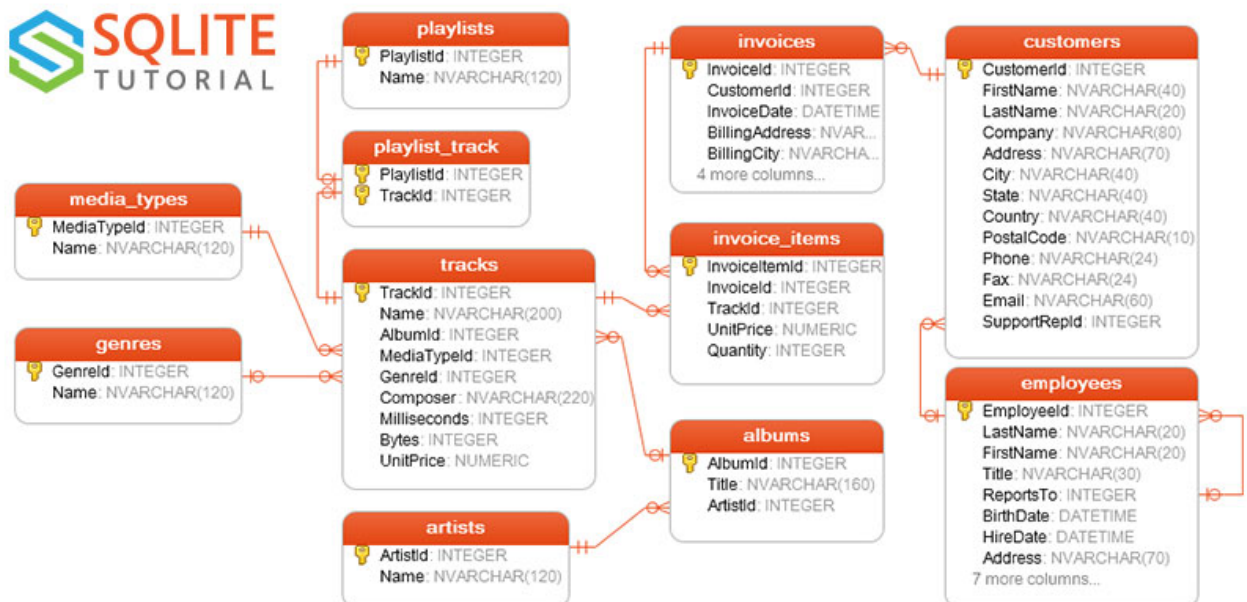 SQLITE
TUTORIAL
playlists
PlaylistId: INTEGER
Name: NVARCHAR(120)
playlist_track
PlaylistId: INTEGER
TrackId: INTEGER
media_types
MediaTypeId: INTEGER
Name: NVARCHAR(120)
genres
GenreId: INTEGER
Name: NVARCHAR(120)
tracks
TrackId: INTEGER
Name: NVARCHAR(200)
AlbumId: INTEGER
MediaTypeId: INTEGER
GenreId: INTEGER
Composer: NVARCHAR(220)
Milliseconds: INTEGER
Bytes: INTEGER
UnitPrice: NUMERIC
artists
ArtistId: INTEGER
Name: NVARCHAR(120)
invoices
InvoiceId: INTEGER
CustomerId: INTEGER
InvoiceDate: DATETIME
BillingAddress: NVAR...
BillingCity: NVARCHA...
4 more columns...
invoice_items
InvoiceItemId: INTEGER
InvoiceId: INTEGER
TrackId: INTEGER
UnitPrice: NUMERIC
Quantity: INTEGER
albums
AlbumId: INTEGER
Title: NVARCHAR(160)
ArtistId: INTEGER
customers
CustomerId: INTEGER
FirstName: NVARCHAR(40)
LastName: NVARCHAR(20)
Company: NVARCHAR(80)
Address: NVARCHAR(70)
City: NVARCHAR(40)
State: NVARCHAR(40)
Country: NVARCHAR(40)
PostalCode: NVARCHAR(10)
Phone: NVARCHAR(24)
Fax: NVARCHAR(24)
Email: NVARCHAR(60)
SupportRepId: INTEGER
employees
EmployeeId: INTEGER
LastName: NVARCHAR(20)
FirstName: NVARCHAR(20)
Title: NVARCHAR(30)
ReportsTo: INTEGER
BirthDate: DATETIME
HireDate: DATETIME
Address: NVARCHAR(70)
7 more columns...